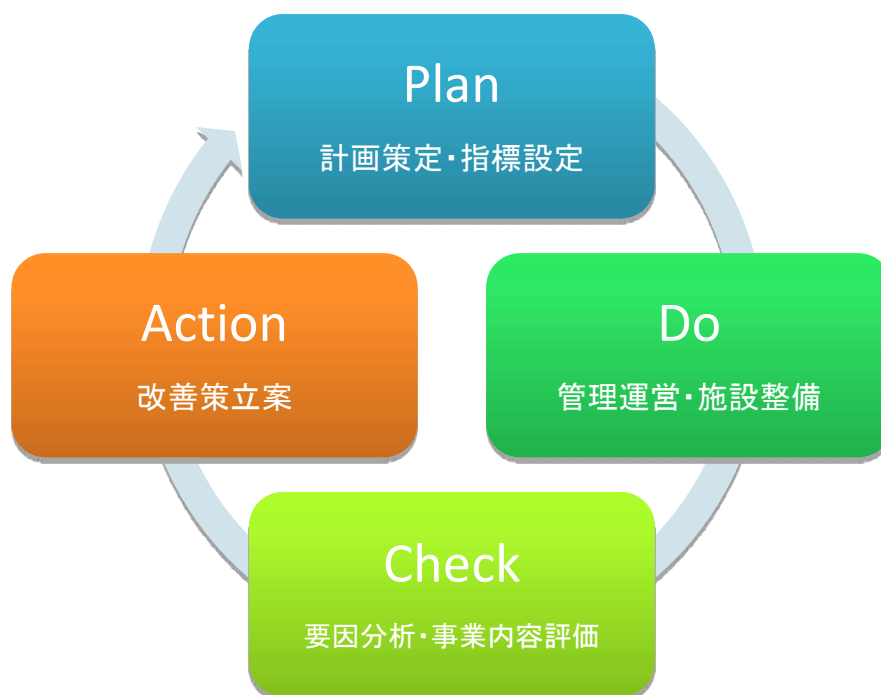 Plan
計画策定・指標設定
Do
管理運営・施設整備
Check
要因分析・事業内容評価
Action
改善策立案